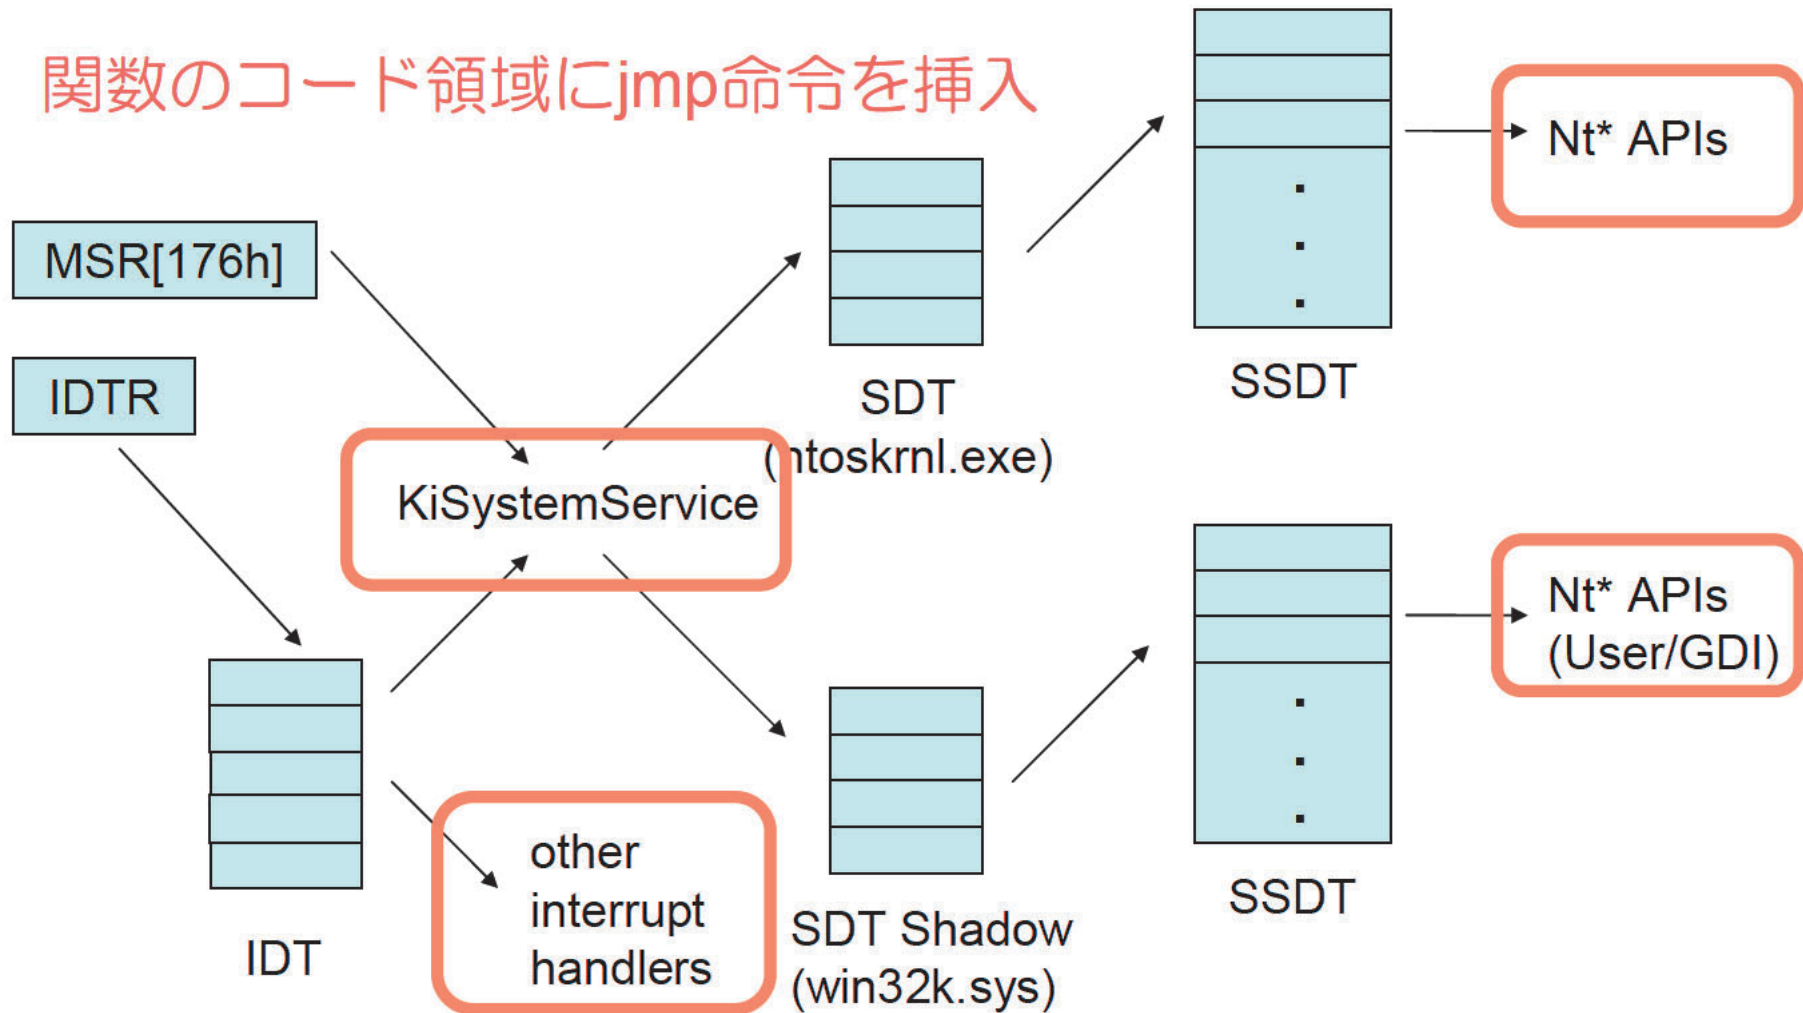 関数のコード領域にjmp命令を挿入
MSR[176h]
IDTR
IDT
KiSystemService
other
interrupt
handlers
SDT
(ntoskrnl.exe)
SDT Shadow
(win32k.sys)
SSDT
Nt* APIs
SSDT
Nt* APIs
(User/GDI)